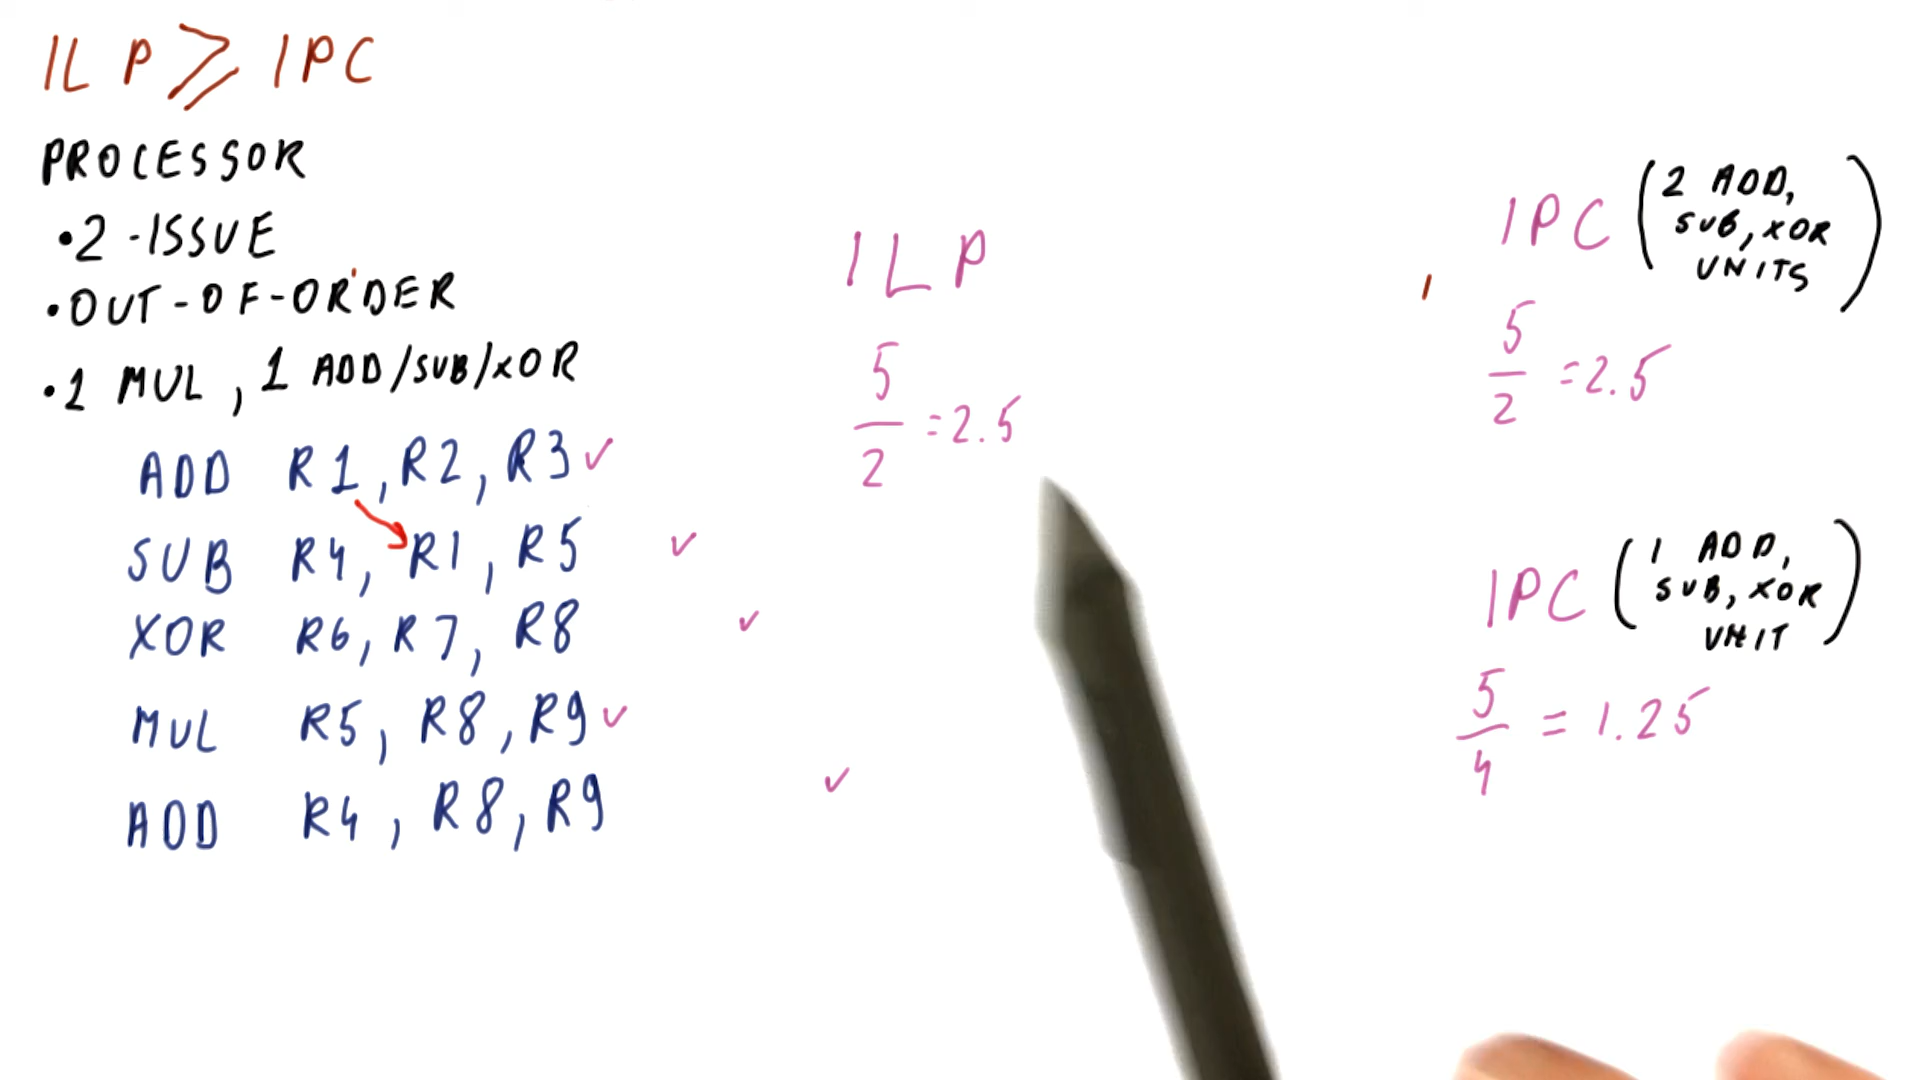 ILP ≥ IPC
PROCESSOR
• 2-ISSUE
• OUT-OF-ORDER
• 1 MUL, 1 ADD/SUB/XOR
ADD R1, R2, R3 ✓
SUB R4, R1, R5 ✓
XOR R6, R7, R8 ✓
MUL R5, R8, R9 ✓
ADD R4, R8, R9 ✓
ILP
5/2 = 2.5
IPC (2 ADD,
SUB, XOR
UNITS)
5/2 = 2.5
IPC (1 ADD,
SUB, XOR
UNIT)
5/4 = 1.25